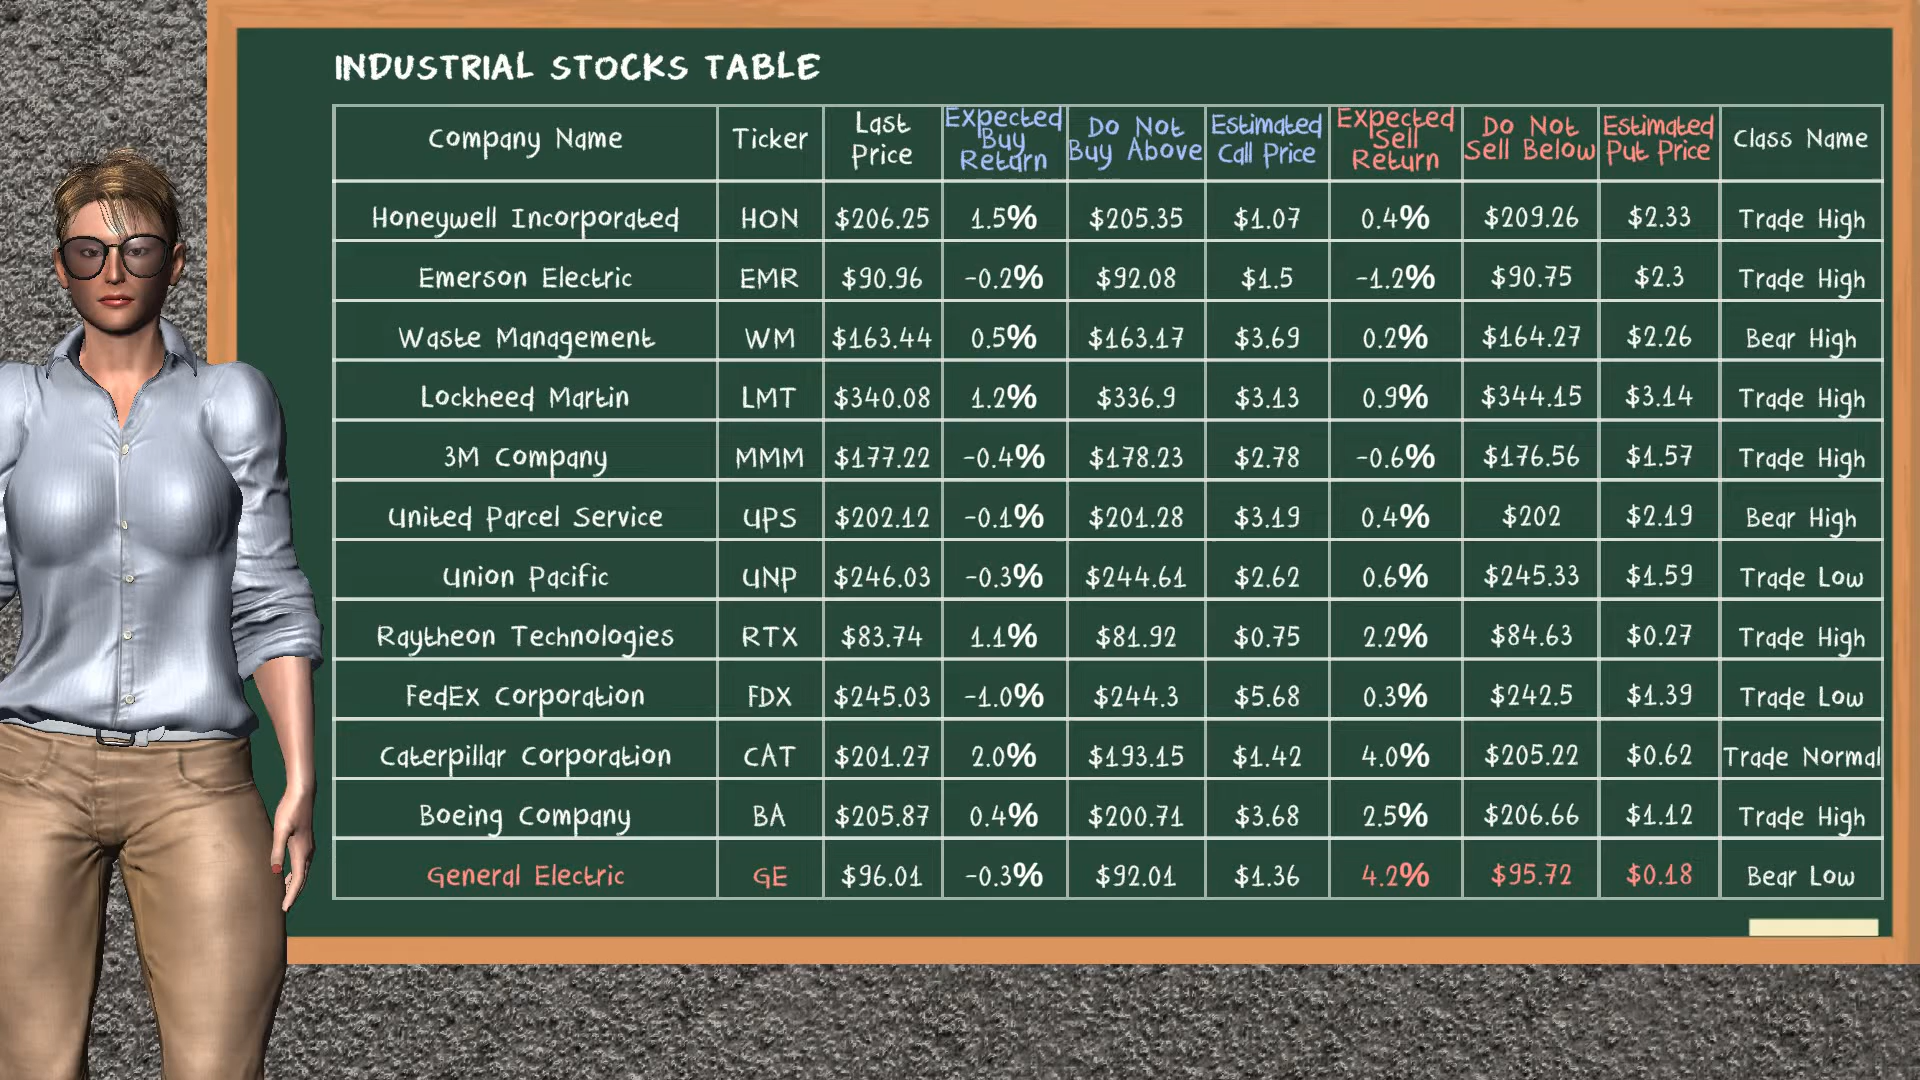 INDUSTRIAL STOCKS TABLE
Company Name Ticker Last Price Expected Buy Return Do Not Buy Above Estimated Call Price Expected Sell Return Do Not Sell Below Estimated Put Price Class Name
Honeywell Incorporated HON $206.25 1.5% $205.35 $1.07 0.4% $209.26 $2.33 Trade High
Emerson Electric EMR $90.96 -0.2% $92.08 $1.5 -1.2% $90.75 $2.3 Trade High
Waste Management WM $163.44 0.5% $163.17 $3.69 0.2% $164.27 $2.26 Bear High
Lockheed Martin LMT $340.08 1.2% $336.9 $3.13 0.9% $344.15 $3.14 Trade High
3M Company MMM $177.22 -0.4% $178.23 $2.78 -0.6% $176.56 $1.57 Trade High
United Parcel Service UPS $202.12 -0.1% $201.28 $3.19 0.4% $202 $2.19 Bear High
Union Pacific UNP $246.03 -0.3% $244.61 $2.62 0.6% $245.33 $1.59 Trade Low
Raytheon Technologies RTX $83.74 1.1% $81.92 $0.75 2.2% $84.63 $0.27 Trade High
FedEx Corporation FDX $245.03 -1.0% $244.3 $5.68 0.3% $242.5 $1.39 Trade Low
Caterpillar Corporation CAT $201.27 2.0% $193.15 $1.42 4.0% $205.22 $0.62 Trade Normal
Boeing Company BA $205.87 0.4% $200.71 $3.68 2.5% $206.66 $1.12 Trade High
General Electric GE $96.01 -0.3% $92.01 $1.36 4.2% $95.72 $0.18 Bear Low